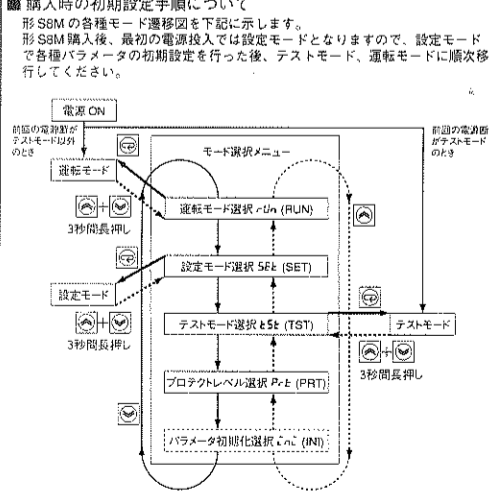 ■ 購入時の初期設定手順について
形S8Mの各種モード遷移図を下記に示します。
形S8M購入後、最初の電源投入では設定モードとなりますので、設定モード
で各種パラメータの初期設定を行った後、テストモード、運転モードに順次移
行してください。
電源ON
前回の電源断が
テストモード以外
のとき
前回の電源断
がテストモード
のとき
モード選択メニュー
運転モード
運転モード選択 run (RUN)
+
3秒間長押し
設定モード選択 SEt (SET)
設定モード
+
3秒間長押し
テストモード選択 tSt (TST)
テストモード
+
3秒間長押し
プロテクトレベル選択 Prt (PRT)
パラメータ初期化選択 ini (INI)